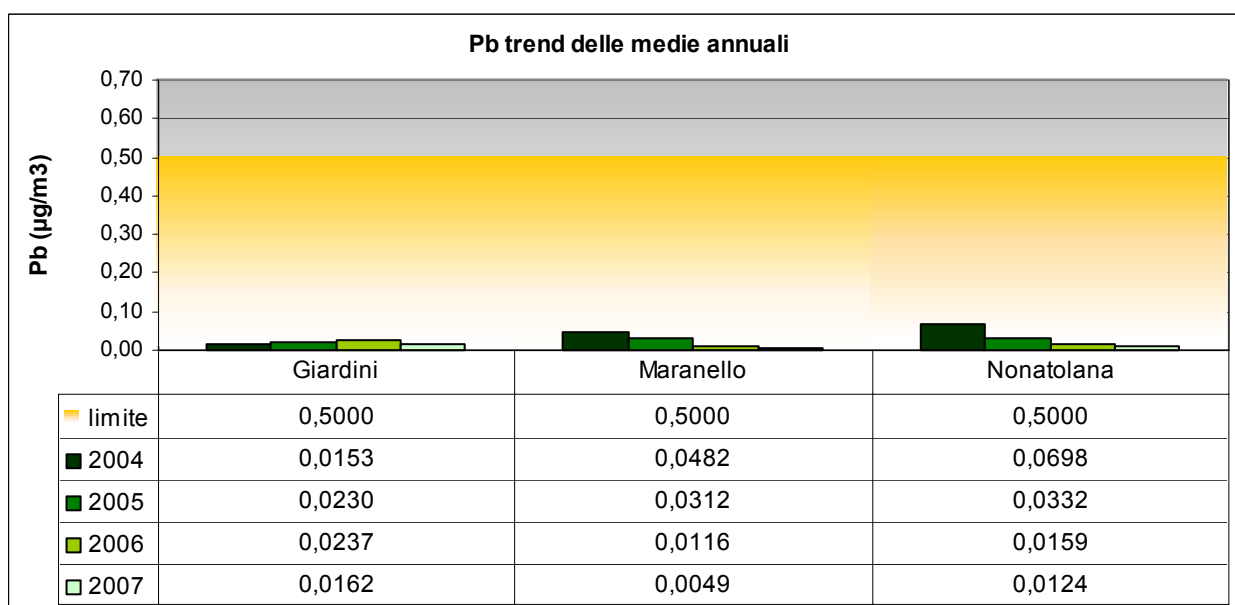 Pb trend delle medie annuali
Pb (µg/m3)
0,70
0,60
0,50
0,40
0,30
0,20
0,10
0,00
Giardini Maranello Nonatolana
limite 0,5000 0,5000 0,5000
2004 0,0153 0,0482 0,0698
2005 0,0230 0,0312 0,0332
2006 0,0237 0,0116 0,0159
2007 0,0162 0,0049 0,0124